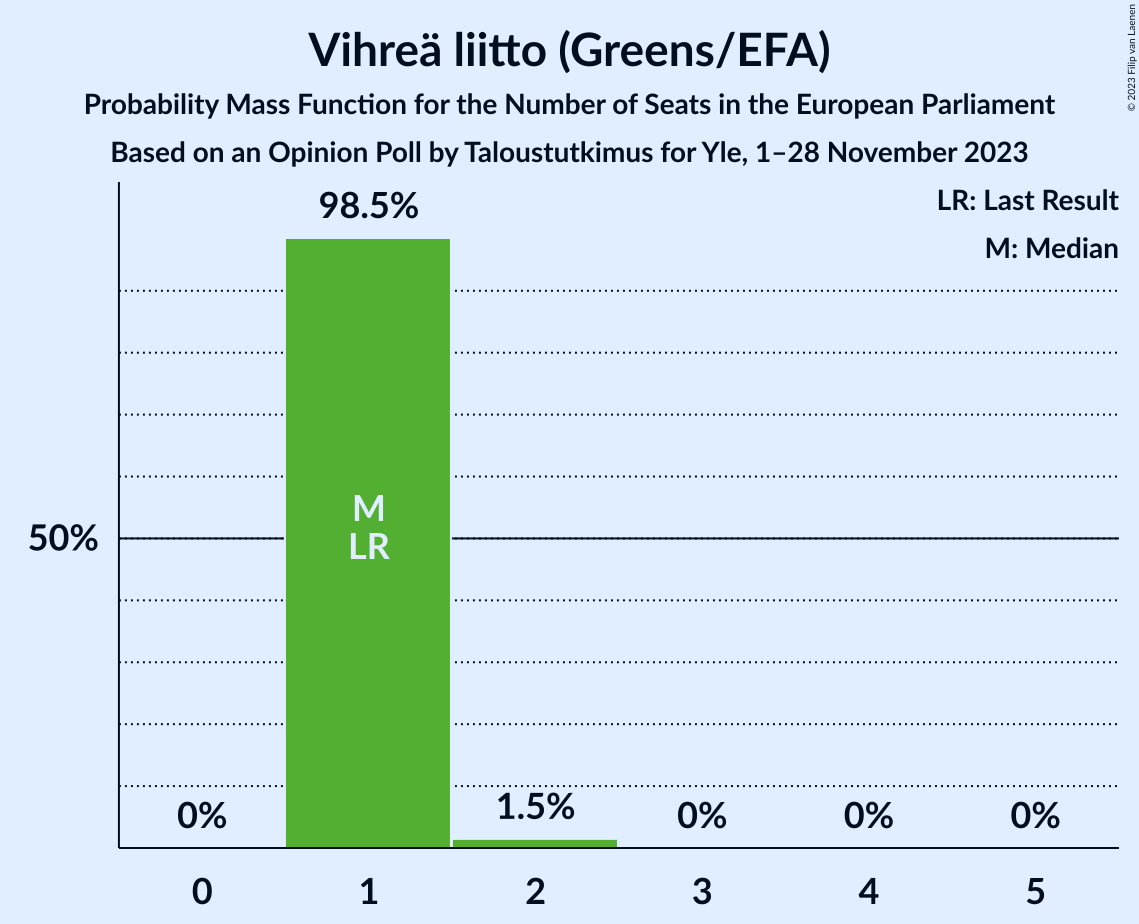 Vihreä liitto (Greens/EFA)
Probability Mass Function for the Number of Seats in the European Parliament
Based on an Opinion Poll by Taloustutkimus for Yle, 1–28 November 2023
© 2023 Filip van Laenen
LR: Last Result
M: Median
98.5%
M
LR
50%
0%
1.5%
0%
0%
0%
0
1
2
3
4
5